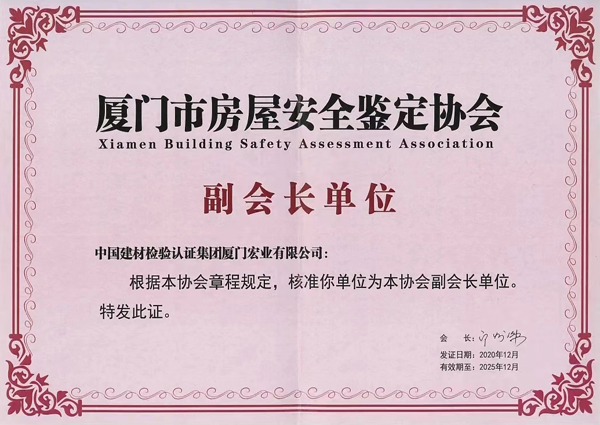 厦门市房屋安全鉴定协会
Xiamen Building Safety Assessment Association
副会长单位
中国建材检验认证集团厦门宏业有限公司：
根据本协会章程规定，核准你单位为本协会副会长单位。
特发此证。
会 长：
发证日期：2020年12月
有效期至：2025年12月